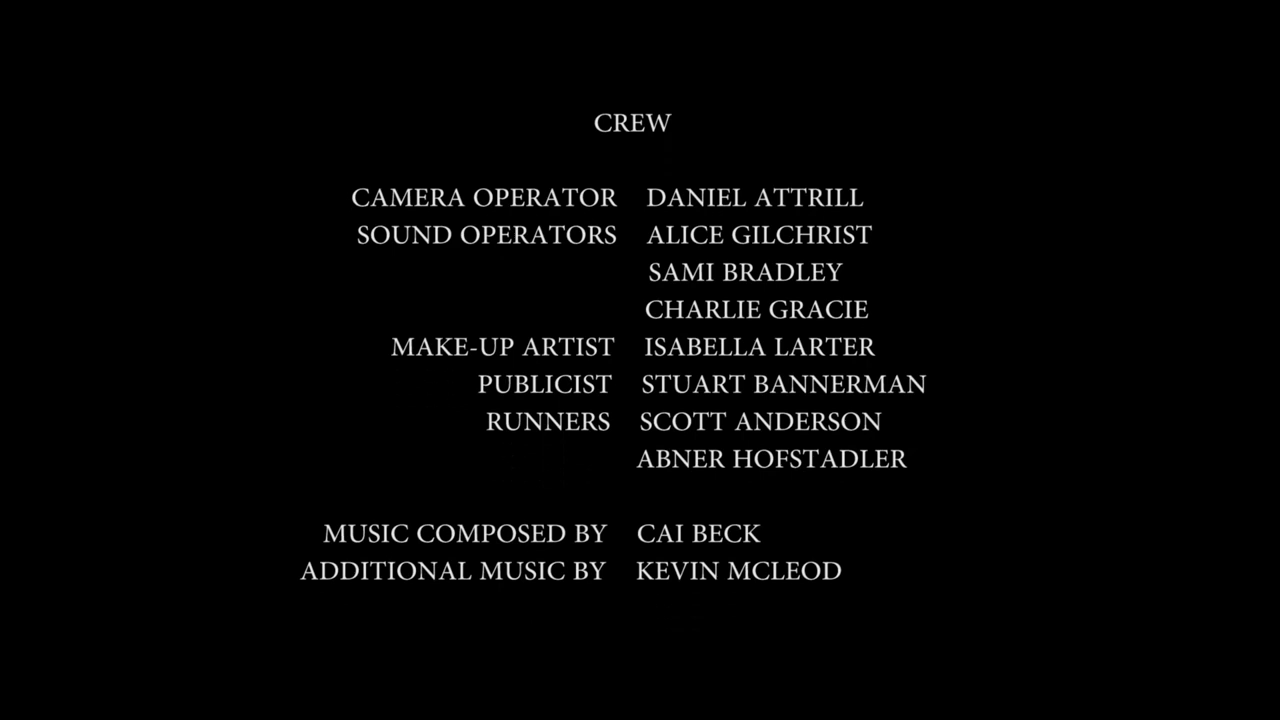 CREW
CAMERA OPERATOR DANIEL ATTRILL
SOUND OPERATORS ALICE GILCHRIST
SAMI BRADLEY
CHARLIE GRACIE
MAKE-UP ARTIST ISABELLA LARTER
PUBLICIST STUART BANNERMAN
RUNNERS SCOTT ANDERSON
ABNER HOFSTADLER
MUSIC COMPOSED BY CAI BECK
ADDITIONAL MUSIC BY KEVIN MCLEOD